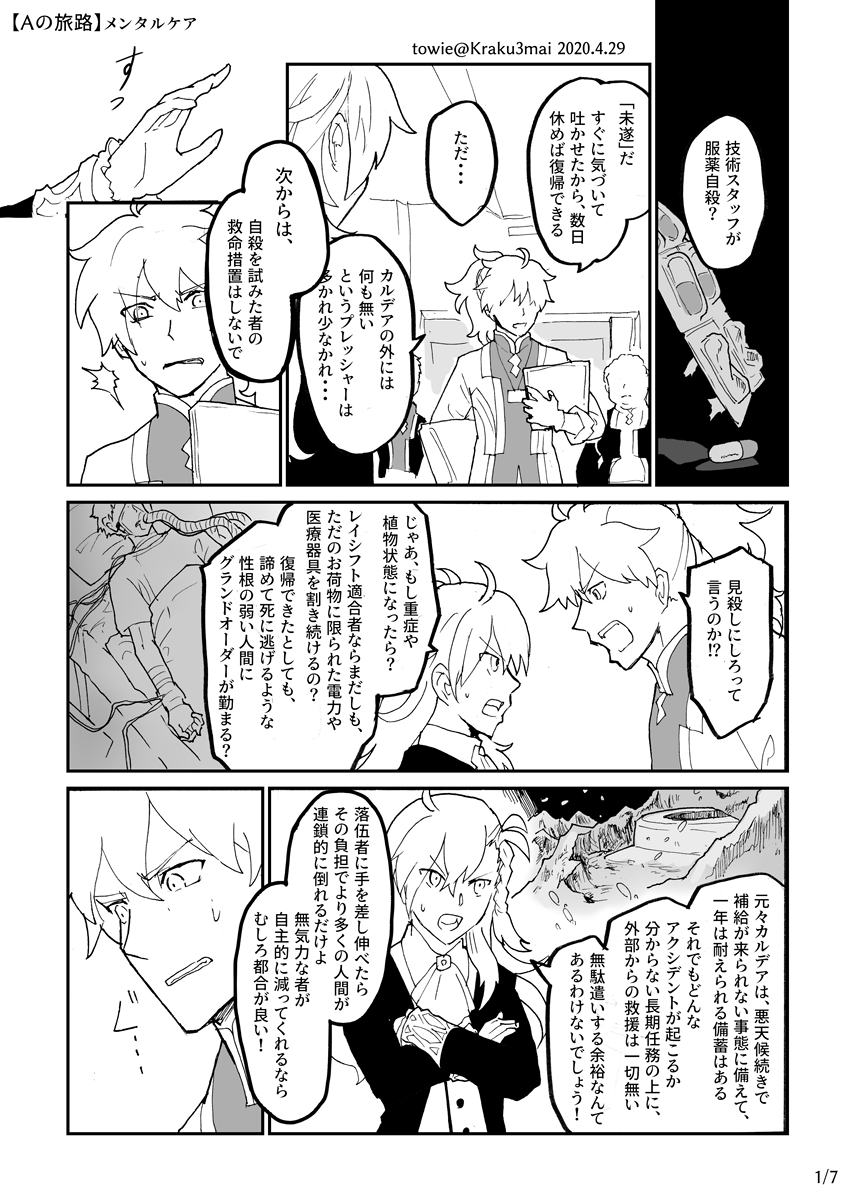 【Aの旅路】メンタルケア
towie@Kraku3mai 2020.4.29
技術スタッフが
服薬自殺？
「未遂」だ
すぐに気づいて
吐かせたから、数日
休めば復帰できる
ただ・・・
カルデアの外には
何も無い
というプレッシャーは
多かれ少なかれ・・・
すっ
次からは、
自殺を試みた者の
救命措置はしないで
見殺しにしろって
言うのか!?
じゃあ、もし重症や
植物状態になったら？
レイシフト適合者ならまだしも、
ただのお荷物に限られた電力や
医療器具を割き続けるの？
復帰できたとしても、
諦めて死に逃げるような
性根の弱い人間に
グランドオーダーが勤まる？
元々カルデアは、悪天候続きで
補給が来られない事態に備えて、
一年は耐えられる備蓄はある
それでもどんな
アクシデントが起こるか
分からない長期任務の上に、
外部からの救援は一切無い
無駄遣いする余裕なんて
あるわけないでしょう！
落伍者に手を差し伸べたら
その負担でより多くの人間が
連鎖的に倒れるだけよ
無気力な者が
自主的に減ってくれるなら
むしろ都合が良い！
1/7